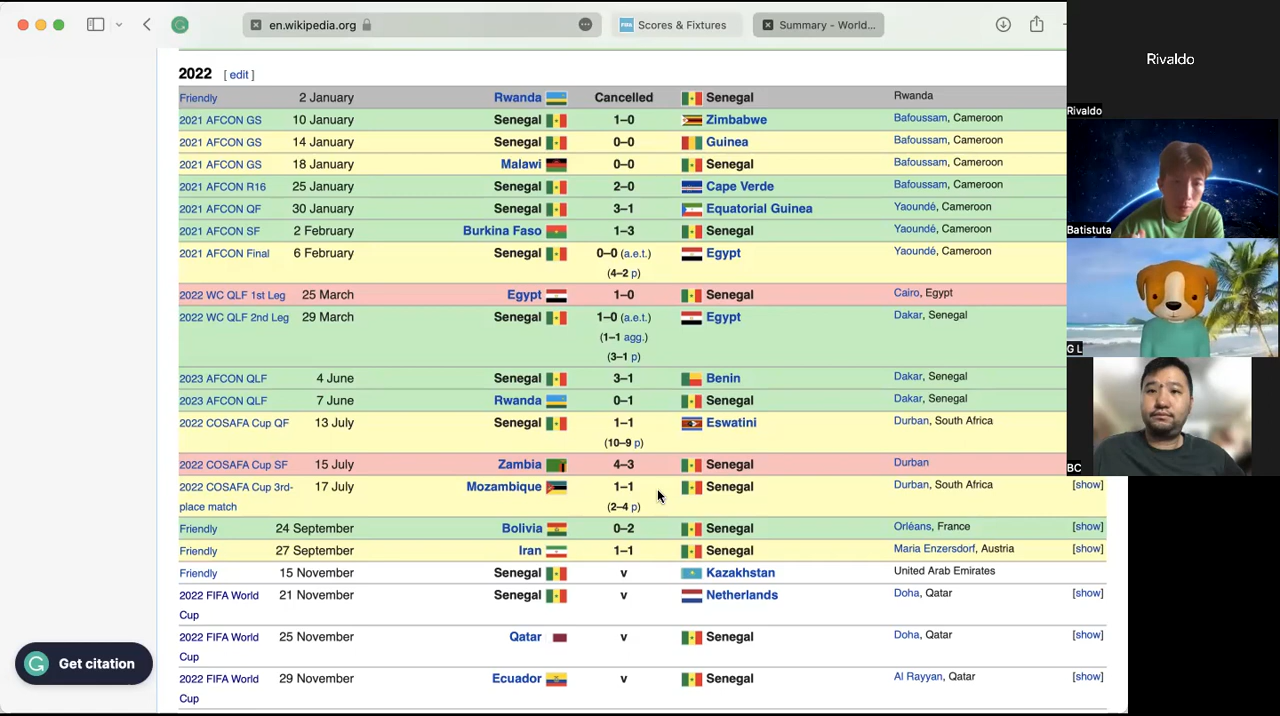 en.wikipedia.org
Scores & Fixtures
Summary - World...
2022 [ edit ]
Friendly 2 January Rwanda Cancelled Senegal Rwanda
2021 AFCON GS 10 January Senegal 1–0 Zimbabwe Bafoussam, Cameroon
2021 AFCON GS 14 January Senegal 0–0 Guinea Bafoussam, Cameroon
2021 AFCON GS 18 January Malawi 0–0 Senegal Bafoussam, Cameroon
2021 AFCON R16 25 January Senegal 2–0 Cape Verde Bafoussam, Cameroon
2021 AFCON QF 30 January Senegal 3–1 Equatorial Guinea Yaoundé, Cameroon
2021 AFCON SF 2 February Burkina Faso 1–3 Senegal Yaoundé, Cameroon
2021 AFCON Final 6 February Senegal 0–0 (a.e.t.) Egypt Yaoundé, Cameroon
(4–2 p)
2022 WC QLF 1st Leg 25 March Egypt 1–0 Senegal Cairo, Egypt
2022 WC QLF 2nd Leg 29 March Senegal 1–0 (a.e.t.) Egypt Dakar, Senegal
(1–1 agg.)
(3–1 p)
2023 AFCON QLF 4 June Senegal 3–1 Benin Dakar, Senegal
2023 AFCON QLF 7 June Rwanda 0–1 Senegal Dakar, Senegal
2022 COSAFA Cup QF 13 July Senegal 1–1 Eswatini Durban, South Africa
(10–9 p)
2022 COSAFA Cup SF 15 July Zambia 4–3 Senegal Durban
2022 COSAFA Cup 3rd- 17 July Mozambique 1–1 Senegal Durban, South Africa [show]
place match (2–4 p)
Friendly 24 September Bolivia 0–2 Senegal Orléans, France [show]
Friendly 27 September Iran 1–1 Senegal Maria Enzersdorf, Austria [show]
Friendly 15 November Senegal v Kazakhstan United Arab Emirates
2022 FIFA World 21 November Senegal v Netherlands Doha, Qatar [show]
Cup
2022 FIFA World 25 November Qatar v Senegal Doha, Qatar [show]
Cup
2022 FIFA World 29 November Ecuador v Senegal Al Rayyan, Qatar [show]
Cup
Get citation
Rivaldo
Rivaldo
Batistuta
G L
BC